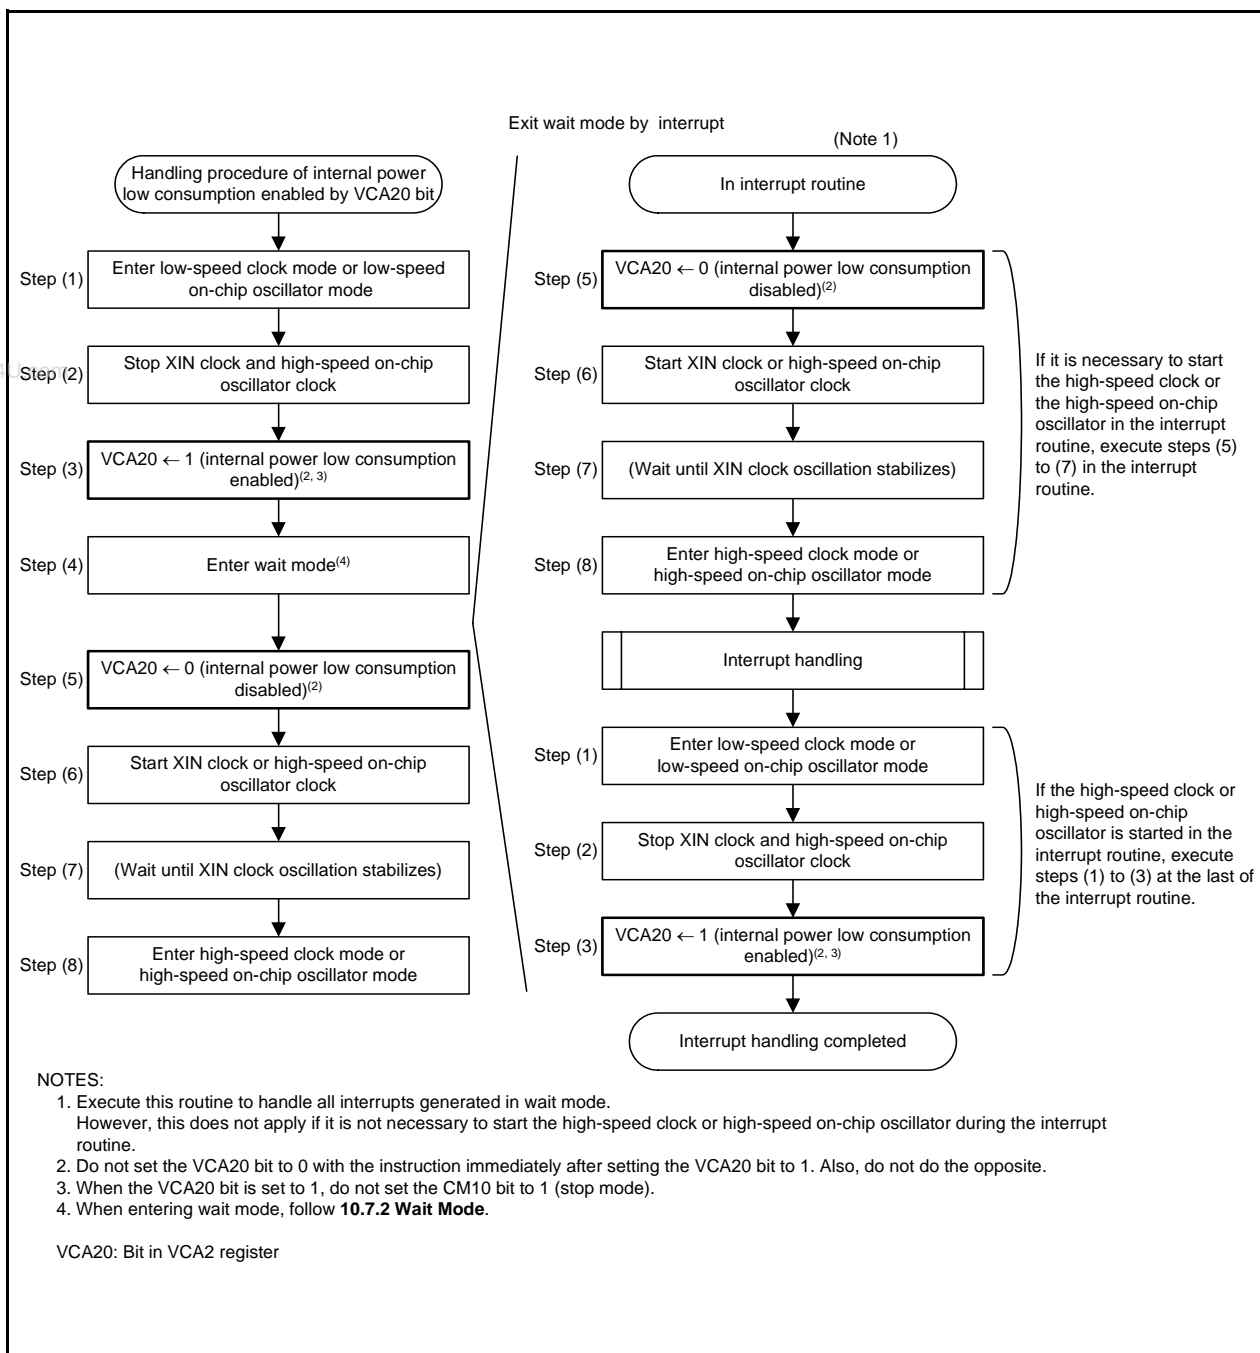 Exit wait mode by interrupt
(Note 1)
Handling procedure of internal power
low consumption enabled by VCA20 bit
Step (1)
Enter low-speed clock mode or low-speed
on-chip oscillator mode
Step (2)
Stop XIN clock and high-speed on-chip
oscillator clock
Step (3)
VCA20 ← 1 (internal power low consumption
enabled)(2, 3)
Step (4)
Enter wait mode(4)
Step (5)
VCA20 ← 0 (internal power low consumption
disabled)(2)
Step (6)
Start XIN clock or high-speed on-chip
oscillator clock
Step (7)
(Wait until XIN clock oscillation stabilizes)
Step (8)
Enter high-speed clock mode or
high-speed on-chip oscillator mode
In interrupt routine
Step (5)
VCA20 ← 0 (internal power low consumption
disabled)(2)
Step (6)
Start XIN clock or high-speed on-chip
oscillator clock
Step (7)
(Wait until XIN clock oscillation stabilizes)
Step (8)
Enter high-speed clock mode or
high-speed on-chip oscillator mode
If it is necessary to start
the high-speed clock or
the high-speed on-chip
oscillator in the interrupt
routine, execute steps (5)
to (7) in the interrupt
routine.
Interrupt handling
Step (1)
Enter low-speed clock mode or
low-speed on-chip oscillator mode
Step (2)
Stop XIN clock and high-speed on-chip
oscillator clock
Step (3)
VCA20 ← 1 (internal power low consumption
enabled)(2, 3)
If the high-speed clock or
high-speed on-chip
oscillator is started in the
interrupt routine, execute
steps (1) to (3) at the last of
the interrupt routine.
Interrupt handling completed
NOTES:
1. Execute this routine to handle all interrupts generated in wait mode.
However, this does not apply if it is not necessary to start the high-speed clock or high-speed on-chip oscillator during the interrupt
routine.
2. Do not set the VCA20 bit to 0 with the instruction immediately after setting the VCA20 bit to 1. Also, do not do the opposite.
3. When the VCA20 bit is set to 1, do not set the CM10 bit to 1 (stop mode).
4. When entering wait mode, follow 10.7.2 Wait Mode.
VCA20: Bit in VCA2 register